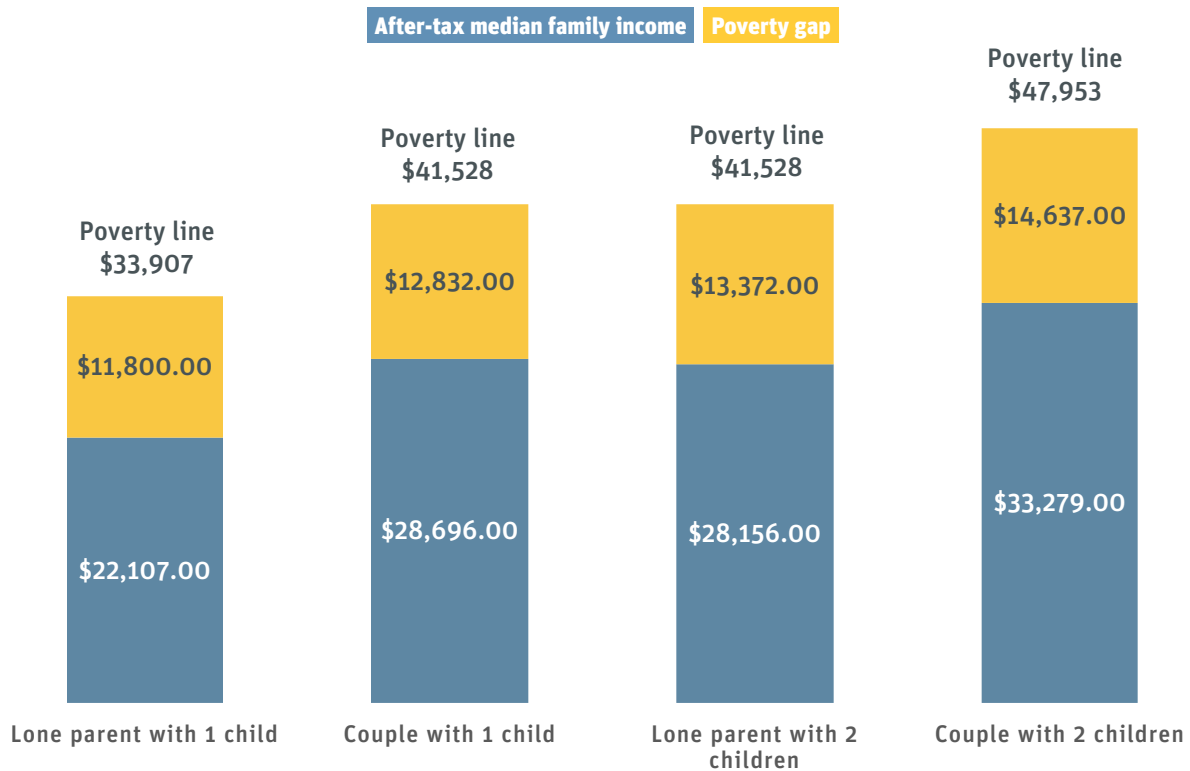 After-tax median family income
Poverty gap
Poverty line
$33,907
$11,800.00
$22,107.00
Lone parent with 1 child
Poverty line
$41,528
$12,832.00
$28,696.00
Couple with 1 child
Poverty line
$41,528
$13,372.00
$28,156.00
Lone parent with 2
children
Poverty line
$47,953
$14,637.00
$33,279.00
Couple with 2 children